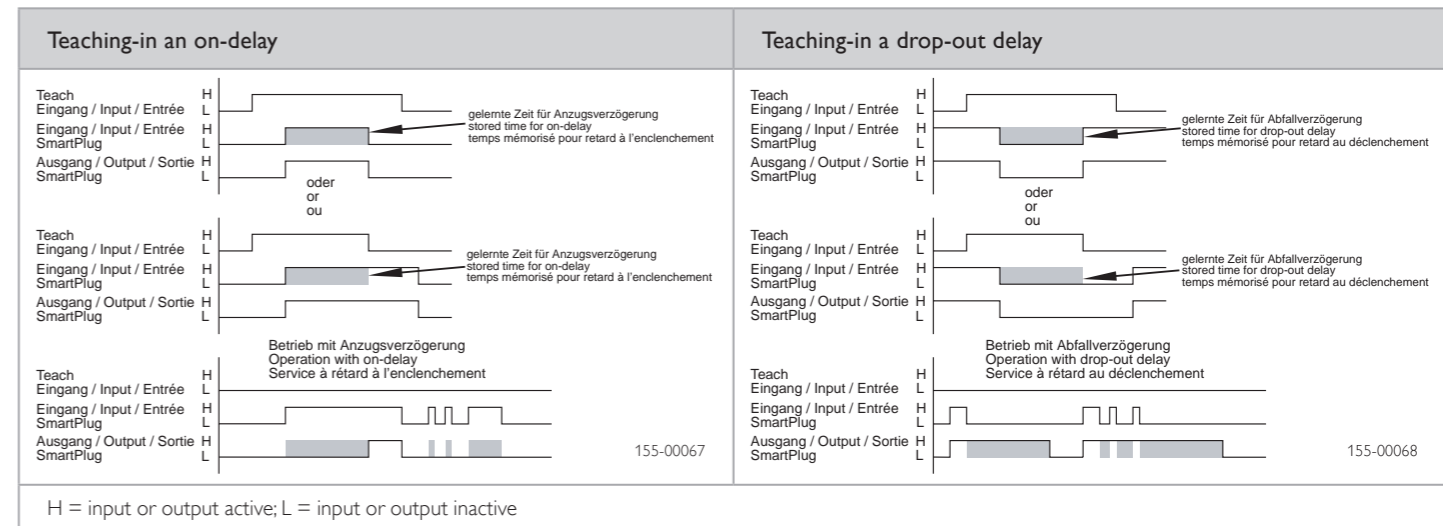 Teaching-in an on-delay
Teach H
Eingang / Input / Entrée L
Eingang / Input / Entrée H
SmartPlug L
Ausgang / Output / Sortie H
SmartPlug L
gelernte Zeit für Anzugsverzögerung
stored time for on-delay
temps mémorisé pour retard à l'enclenchement
oder
or
ou
Teach H
Eingang / Input / Entrée L
Eingang / Input / Entrée H
SmartPlug L
Ausgang / Output / Sortie H
SmartPlug L
gelernte Zeit für Anzugsverzögerung
stored time for on-delay
temps mémorisé pour retard à l'enclenchement
Betrieb mit Anzugsverzögerung
Operation with on-delay
Service à rétard à l'enclenchement
Teach H
Eingang / Input / Entrée L
Eingang / Input / Entrée H
SmartPlug L
Ausgang / Output / Sortie H
SmartPlug L
155-00067
Teaching-in a drop-out delay
Teach H
Eingang / Input / Entrée L
Eingang / Input / Entrée H
SmartPlug L
Ausgang / Output / Sortie H
SmartPlug L
gelernte Zeit für Abfallverzögerung
stored time for drop-out delay
temps mémorisé pour retard au déclenchement
oder
or
ou
Teach H
Eingang / Input / Entrée L
Eingang / Input / Entrée H
SmartPlug L
Ausgang / Output / Sortie H
SmartPlug L
gelernte Zeit für Abfallverzögerung
stored time for drop-out delay
temps mémorisé pour retard au déclenchement
Betrieb mit Abfallverzögerung
Operation with drop-out delay
Service à rétard au déclenchement
Teach H
Eingang / Input / Entrée L
Eingang / Input / Entrée H
SmartPlug L
Ausgang / Output / Sortie H
SmartPlug L
155-00068
H = input or output active; L = input or output inactive